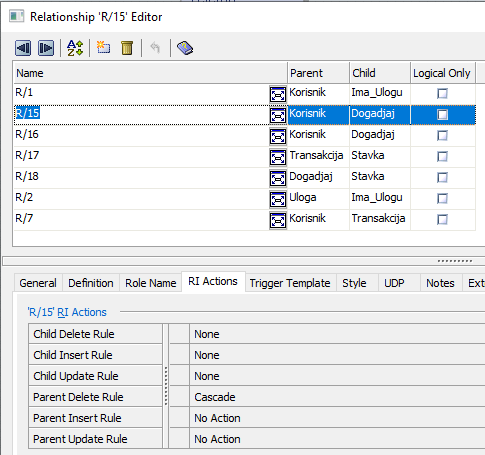 Relationship 'R/15' Editor
Name Parent Child Logical Only
R/1 Korisnik Ima_Ulogu
R/15 Korisnik Dogadjaj
R/16 Korisnik Dogadjaj
R/17 Transakcija Stavka
R/18 Dogadjaj Stavka
R/2 Uloga Ima_Ulogu
R/7 Korisnik Transakcija
General Definition Role Name RI Actions Trigger Template Style UDP Notes Ext
'R/15' RI Actions
Child Delete Rule None
Child Insert Rule None
Child Update Rule None
Parent Delete Rule Cascade
Parent Insert Rule No Action
Parent Update Rule No Action